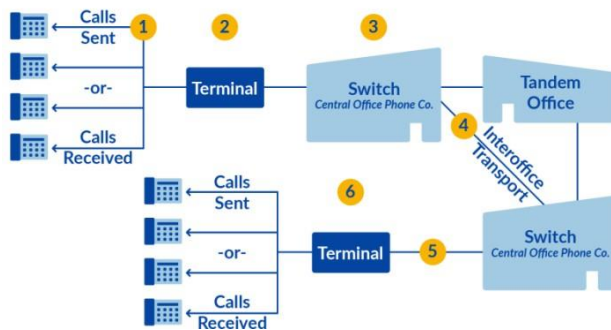 Calls
Sent
-or-
Calls
Received
1
2
Terminal
3
Switch
Central Office Phone Co.
Tandem
Office
4
Interoffice
Transport
Calls
Sent
-or-
Calls
Received
6
Terminal
5
Switch
Central Office Phone Co.